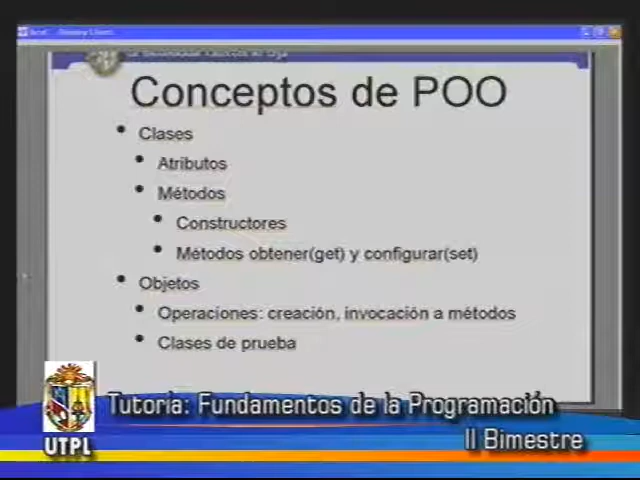 Conceptos de POO
• Clases
• Atributos
• Métodos
• Constructores
• Métodos obtener(get) y configurar(set)
• Objetos
• Operaciones: creación, invocación a métodos
• Clases de prueba
Tutoría: Fundamentos de la Programación
II Bimestre
UTPL